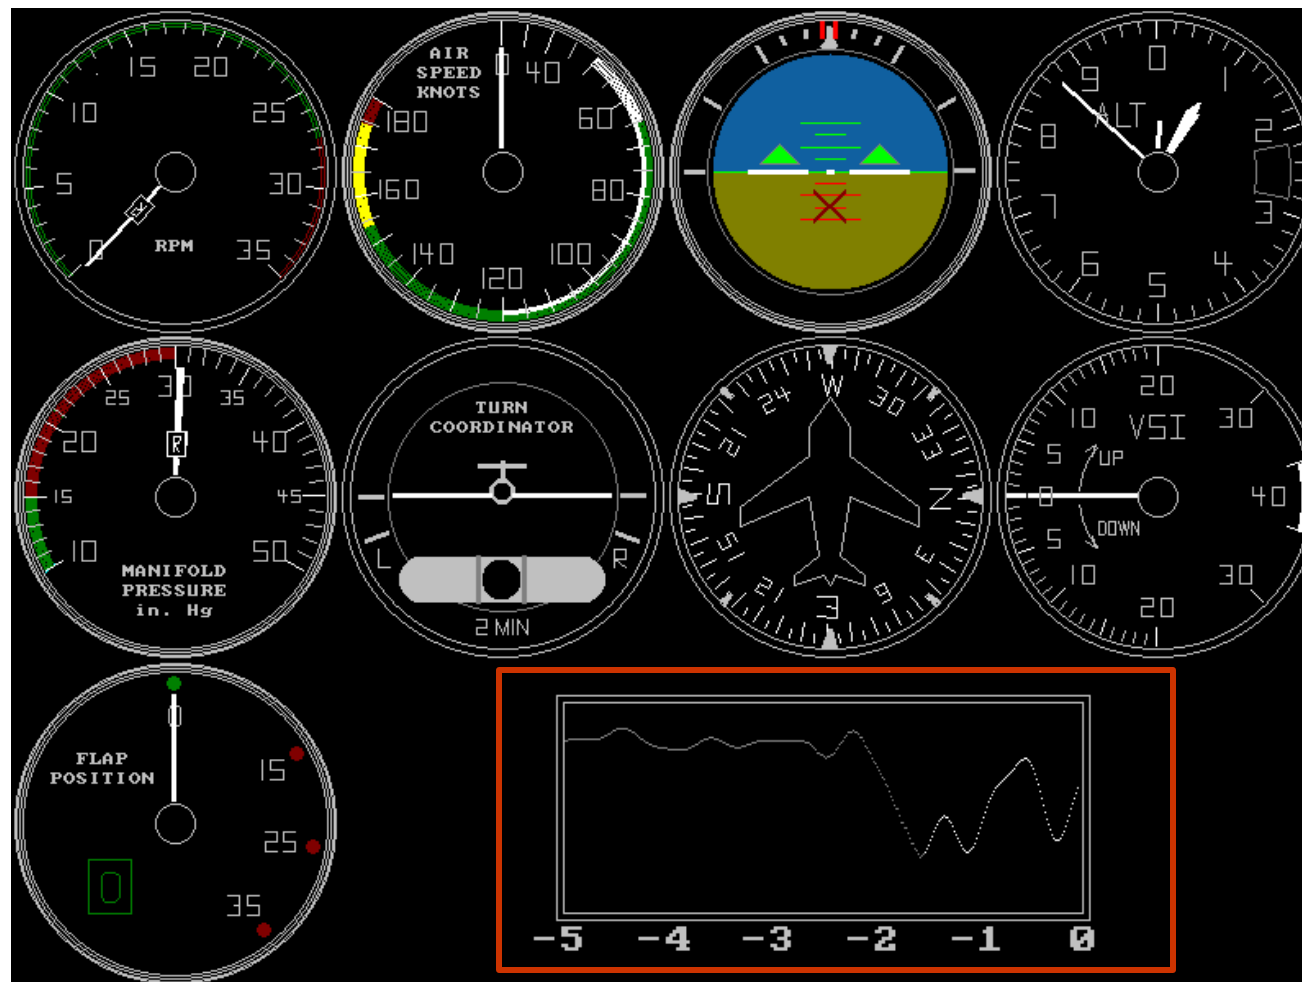 15 20
10 25
5 30
0 35
R
RPM
AIR
SPEED
KNOTS
0 40
180 60
160 80
140 100
120
0
9 1
ALT
8 2
7 3
6 4
5
30
25 35
20 40
15 45
10 50
R
MANIFOLD
PRESSURE
in. Hg
TURN
COORDINATOR
L R
2 MIN
W
24 30
21 33
S N
15 3
12 6
E
20
10 30
VSI
5 UP
0 40
5 DOWN
10 30
20
0
FLAP
POSITION
15
25
0
35
-5 -4 -3 -2 -1 0